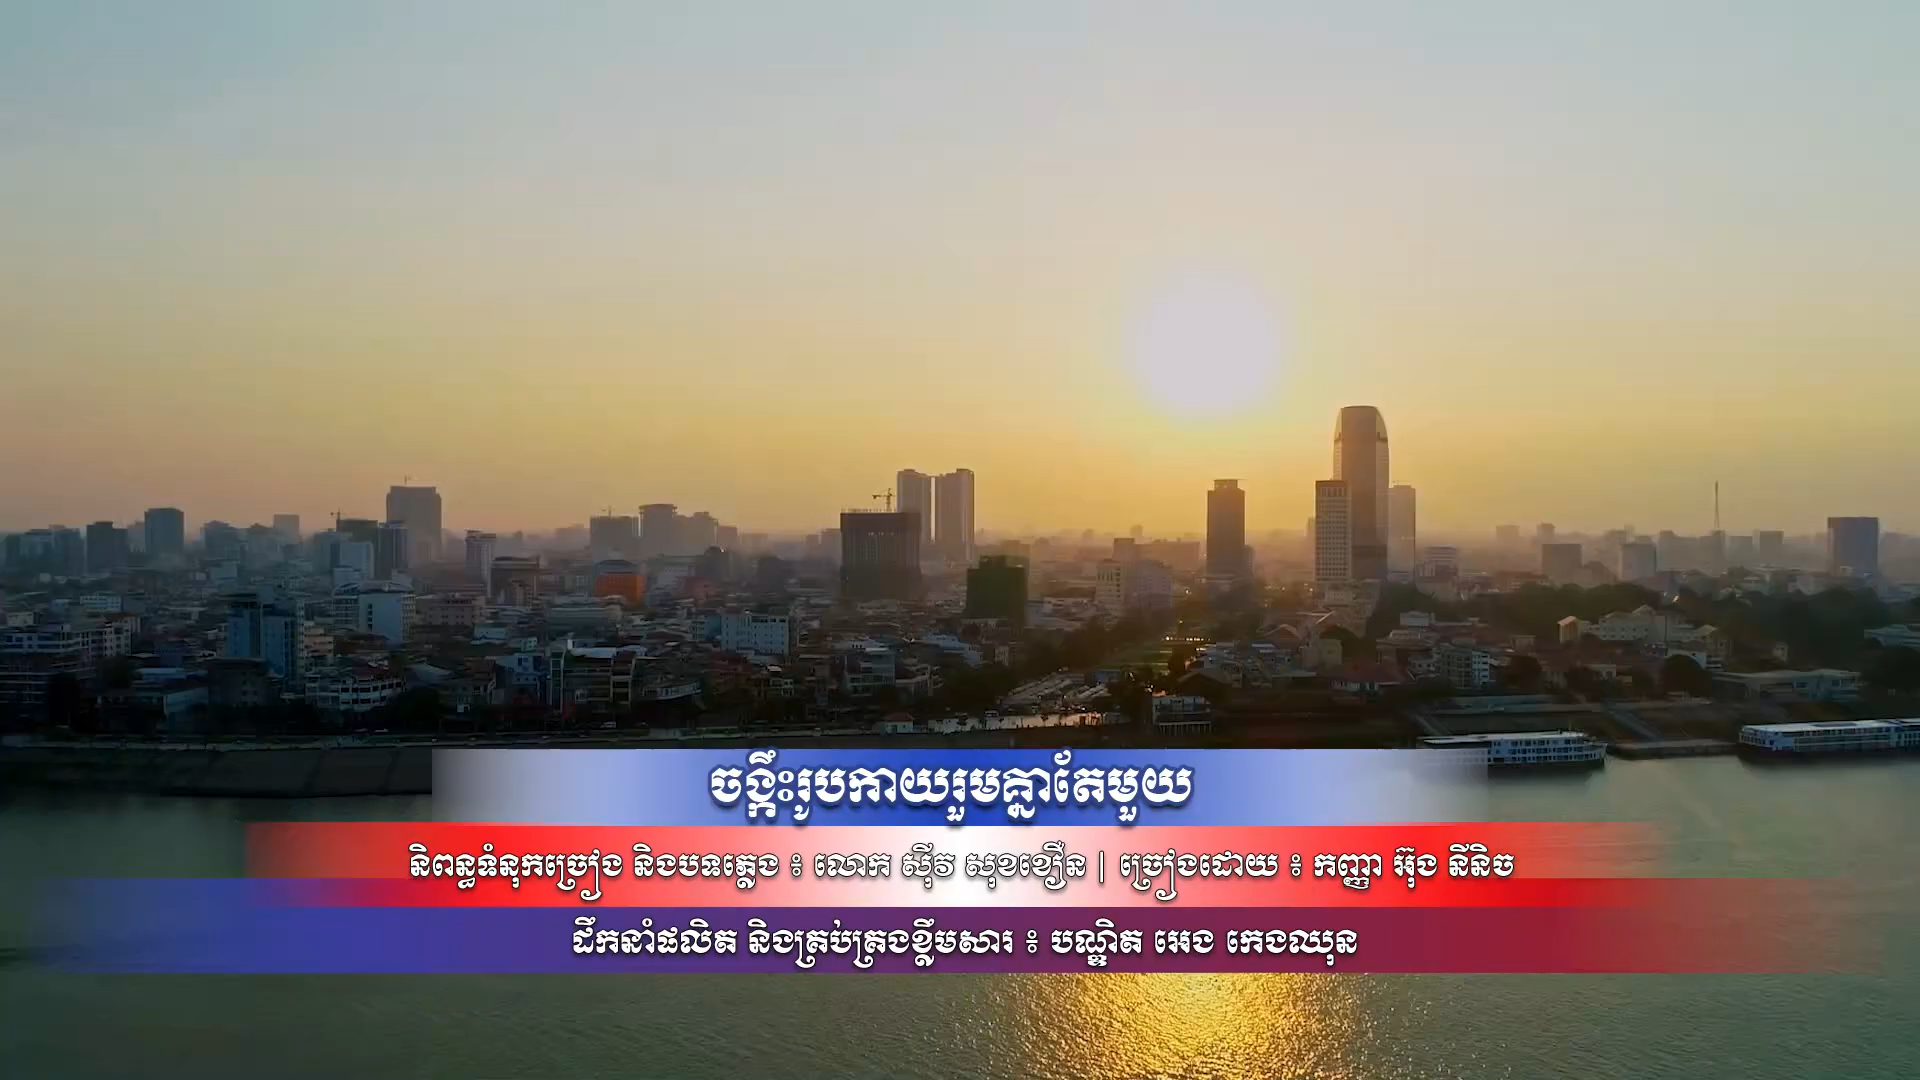 ចង្កឹះរូបកាយរួមគ្នាតែមួយ
និពន្ធទំនុកច្រៀង និងបទភ្លេង ៖ លោក ស៊ីវ សុខខឿន | ច្រៀងដោយ ៖ កញ្ញា អ៊ុង នីនិច
ដឹកនាំផលិត និងគ្រប់គ្រងខ្លឹមសារ ៖ បណ្ឌិត អេង កេងឈុន